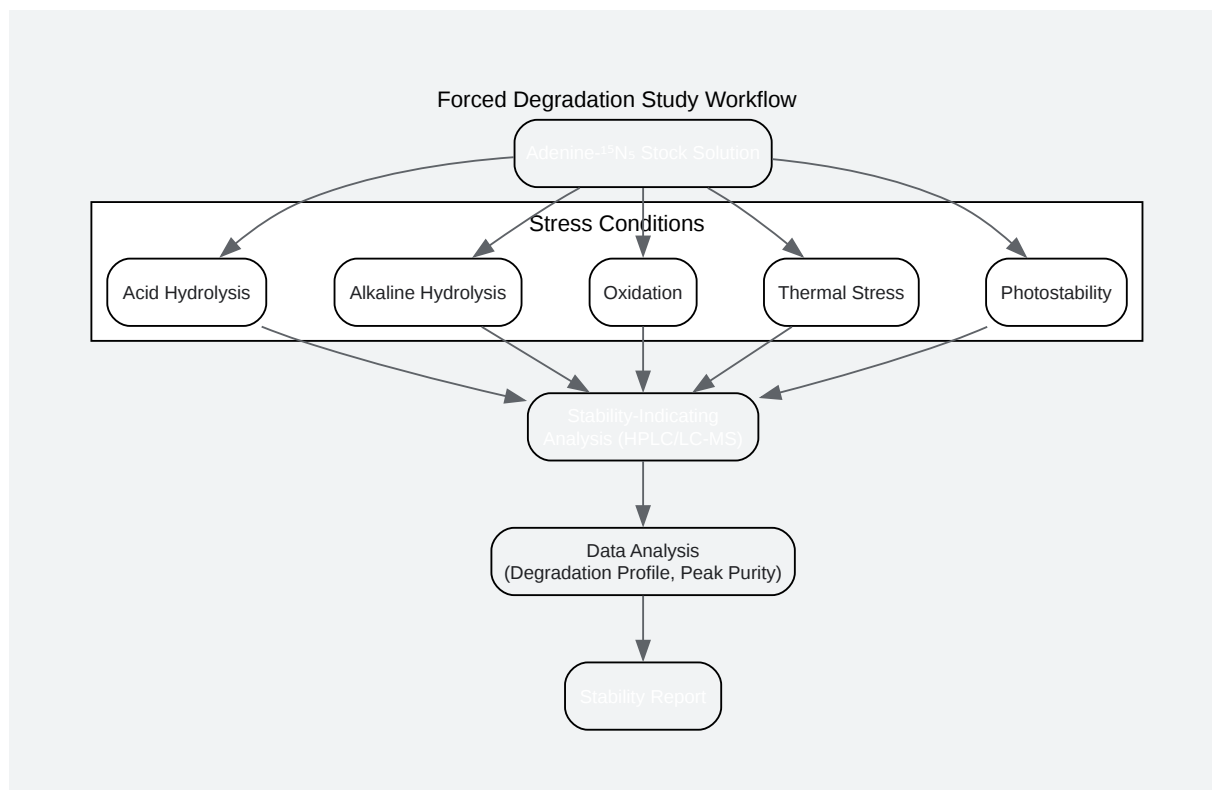 Forced Degradation Study Workflow
Adenine-¹⁵N₅ Stock Solution
Stress Conditions
Acid Hydrolysis
Alkaline Hydrolysis
Oxidation
Thermal Stress
Photostability
Stability-Indicating
Analysis (HPLC/LC-MS)
Data Analysis
(Degradation Profile, Peak Purity)
Stability Report